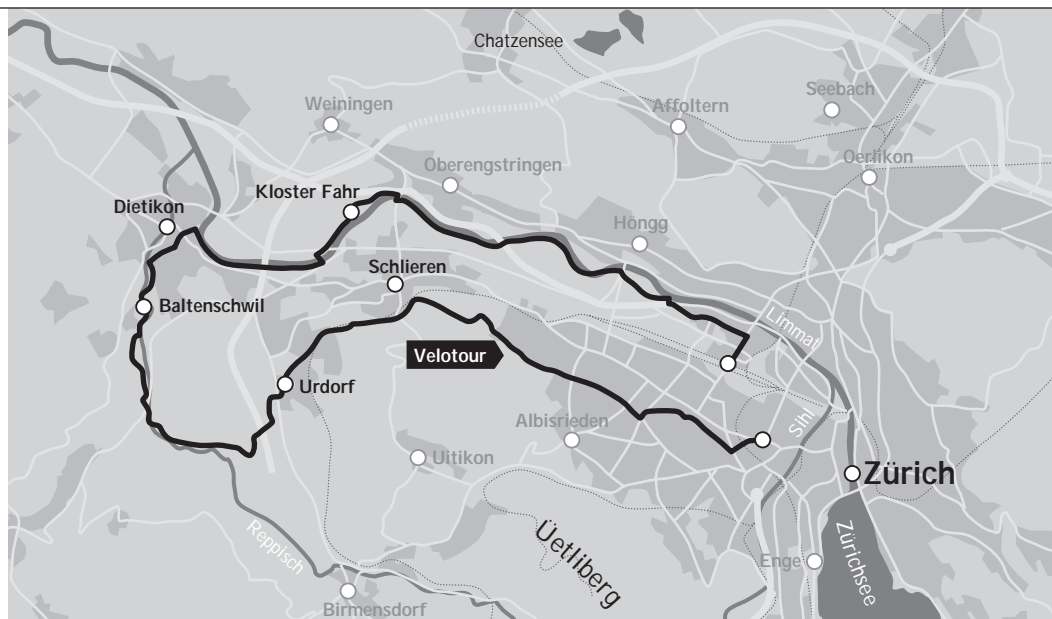 Chatzensee
Seebach
Weiningen
Affoltern
Oberengstringen
Oerlikon
Kloster Fahr
Dietikon
Höngg
Schlieren
Baltenschwil
Limmat
Velotour
Urdorf
Albisrieden
Sihl
Uitikon
Zürich
Reppisch
Üetliberg
Enge
Zürichsee
Birmensdorf